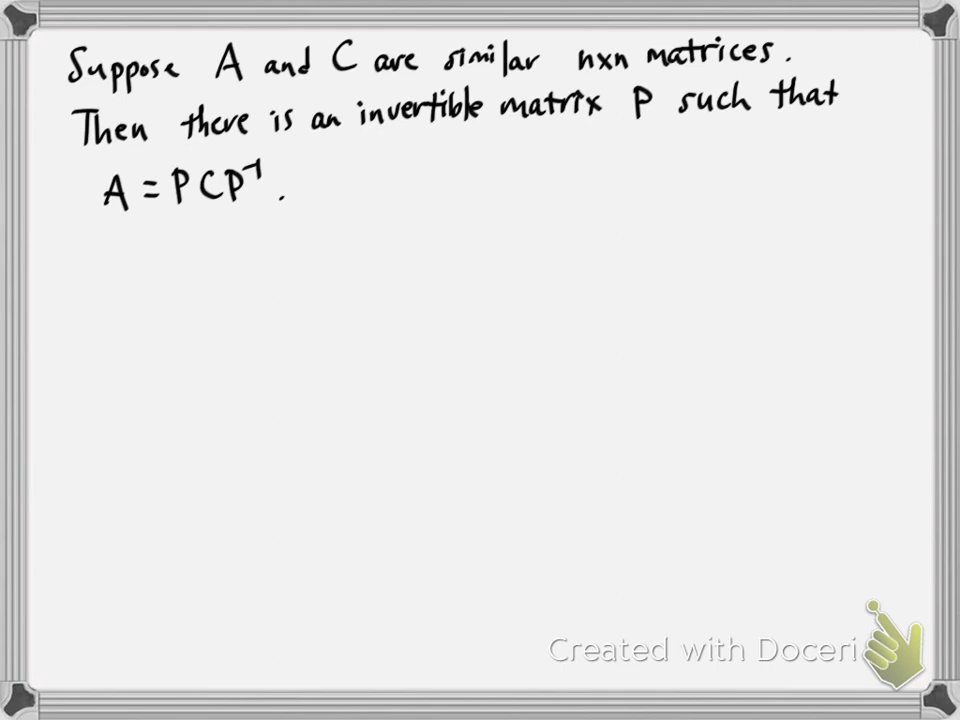 Suppose A and C are similar nxn matrices.
Then there is an invertible matrix P such that
A = PCP⁻¹.
Created with Doceri